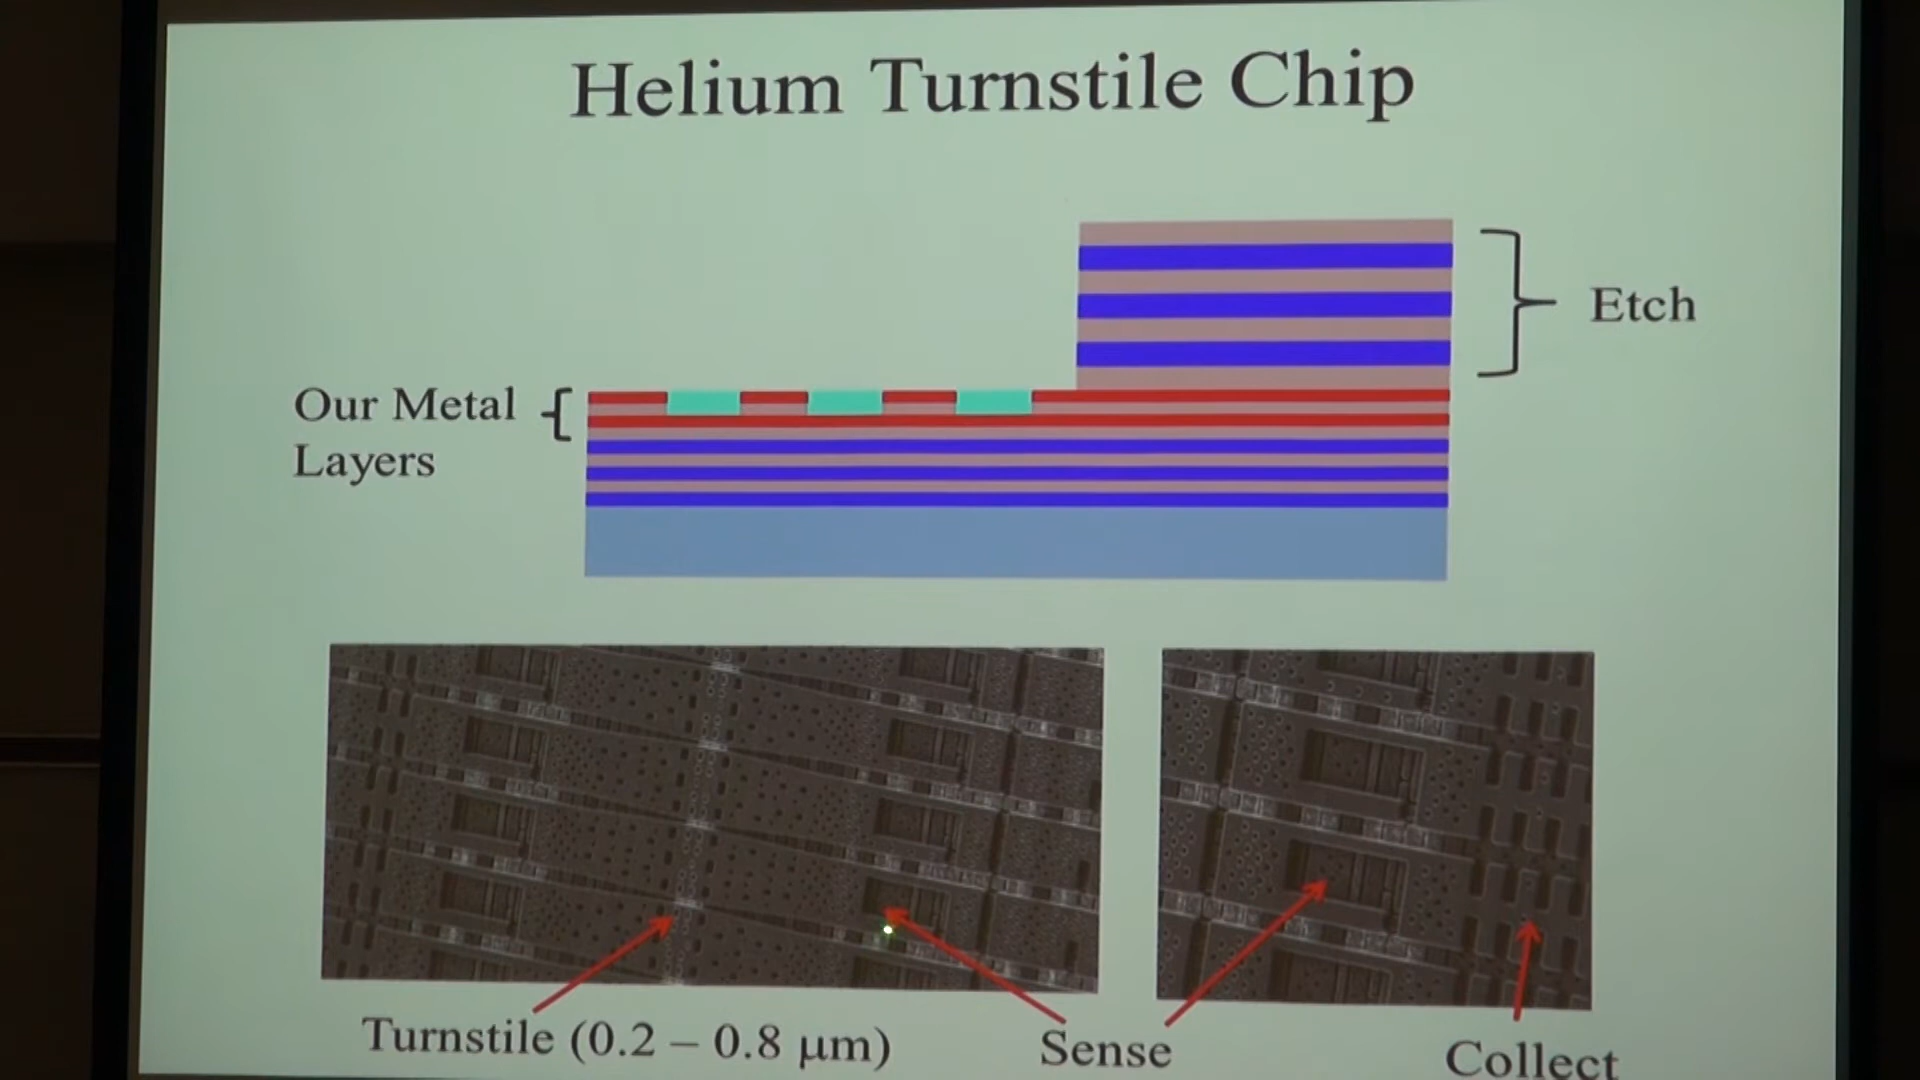 Helium Turnstile Chip
Etch
Our Metal
Layers
Turnstile (0.2 – 0.8 μm)
Sense
Collect